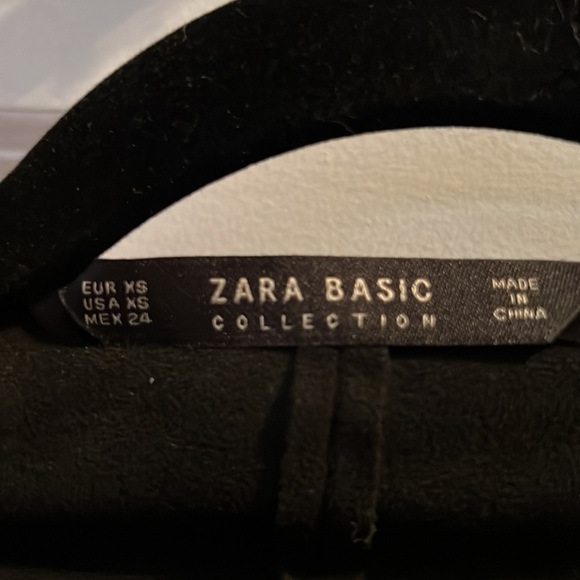 EUR XS
USA XS
MEX 24
ZARA BASIC
COLLECTION
MADE
IN
CHINA